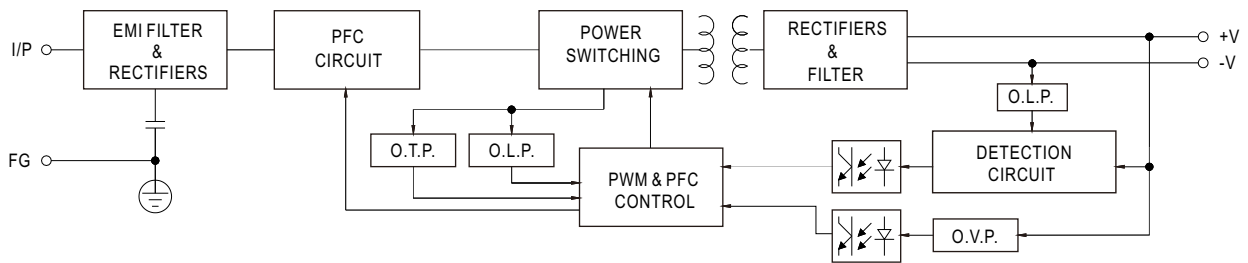 I/P
EMI FILTER
&
RECTIFIERS
PFC
CIRCUIT
POWER
SWITCHING
RECTIFIERS
&
FILTER
+V
-V
O.L.P.
FG
O.T.P.
O.L.P.
PWM & PFC
CONTROL
DETECTION
CIRCUIT
O.V.P.